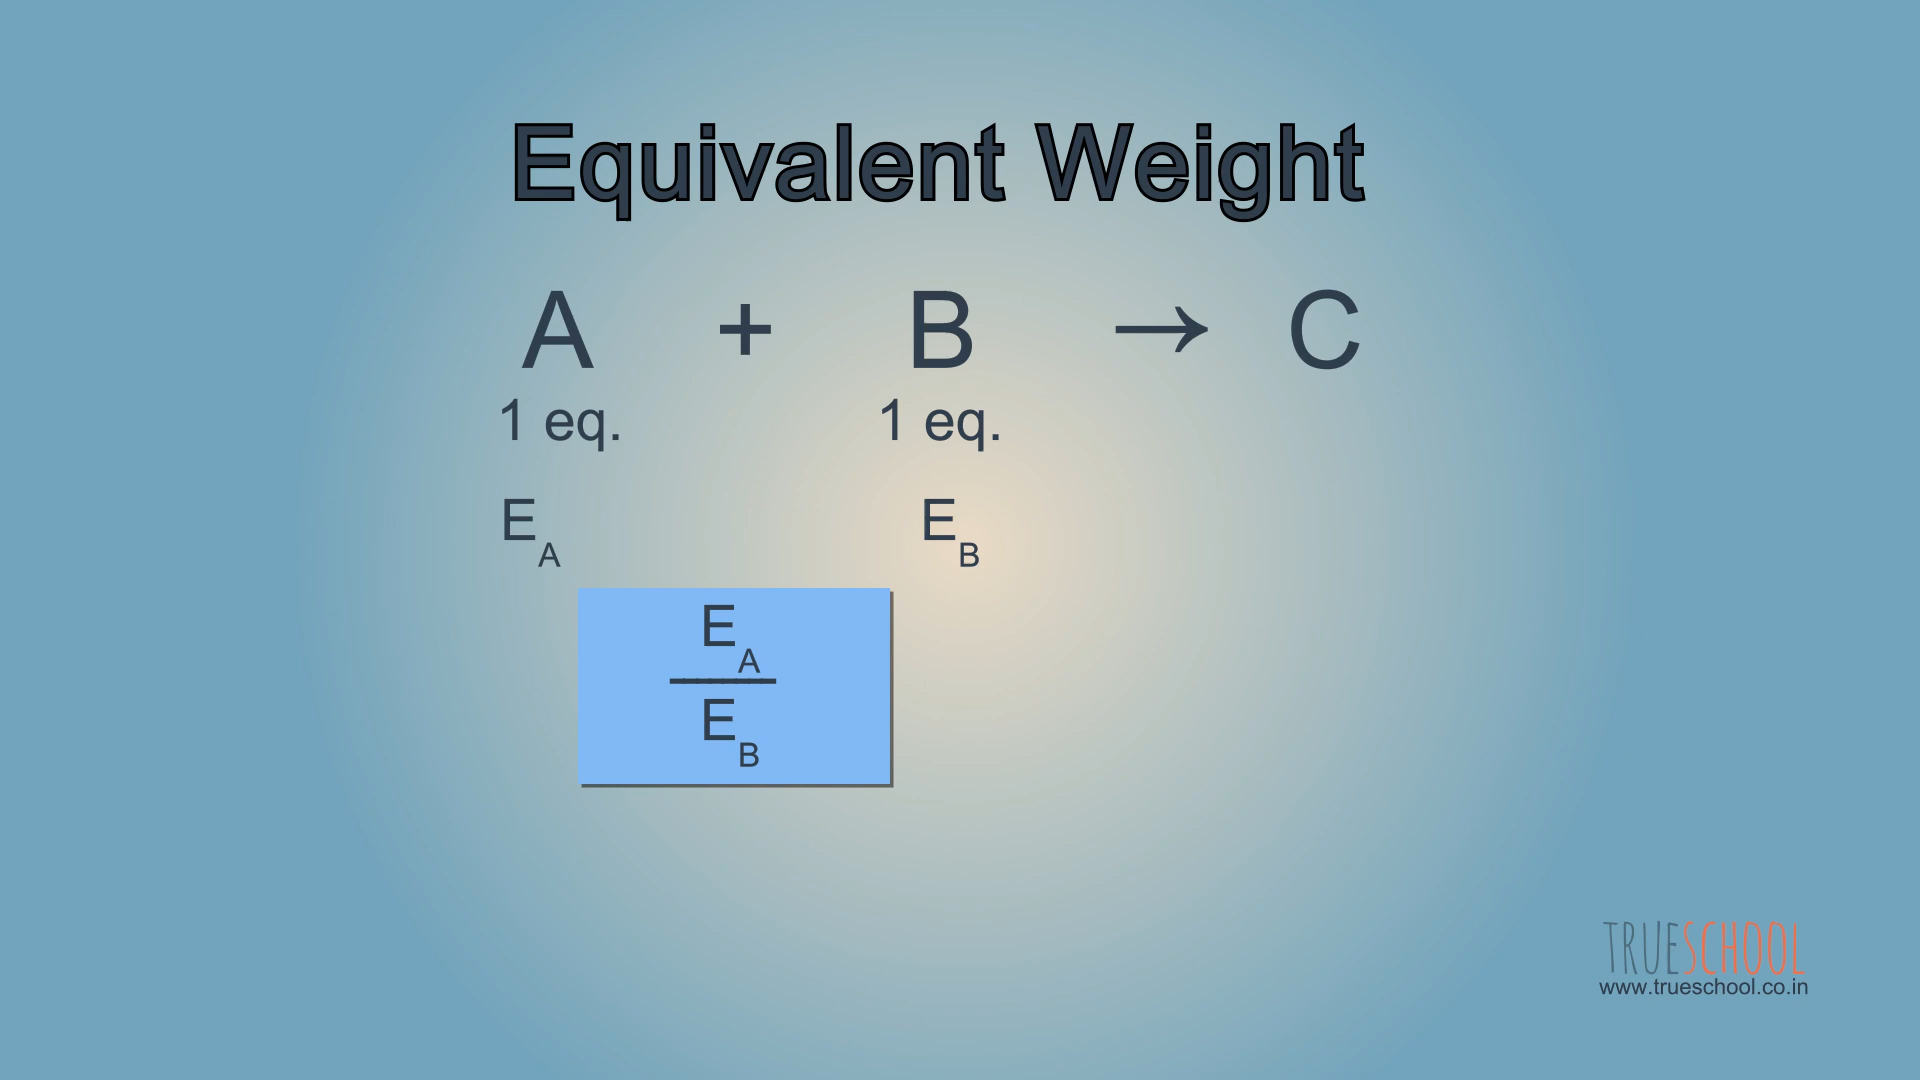 Equivalent Weight
A + B → C
1 eq. 1 eq.
E_A E_B
E_A
E_B
TRUESCHOOL
www.trueschool.co.in